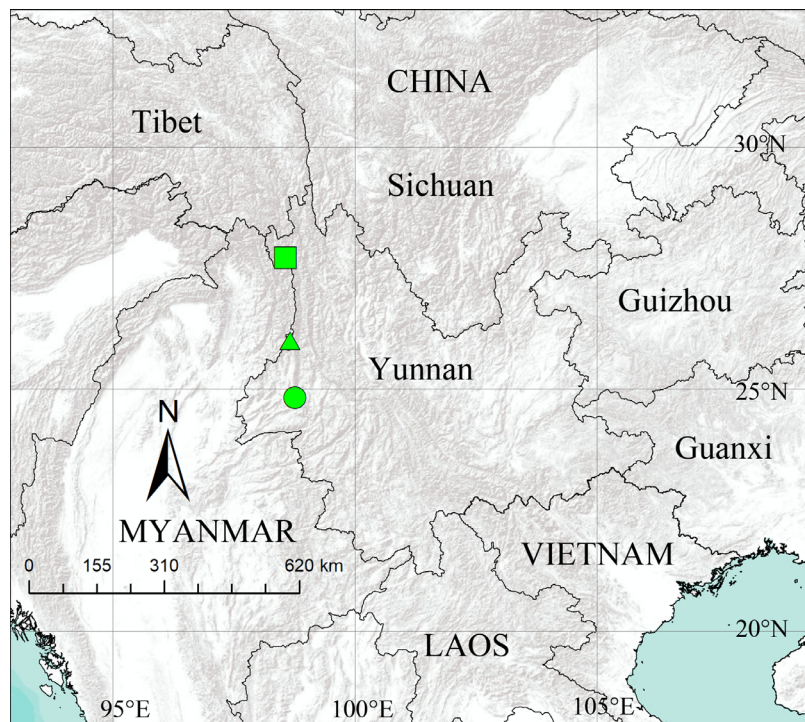 CHINA
Tibet
30°N
Sichuan
Guizhou
Yunnan
25°N
N
Guanxi
MYANMAR
VIETNAM
0 155 310 620 km
20°N
LAOS
95°E 100°E 105°E